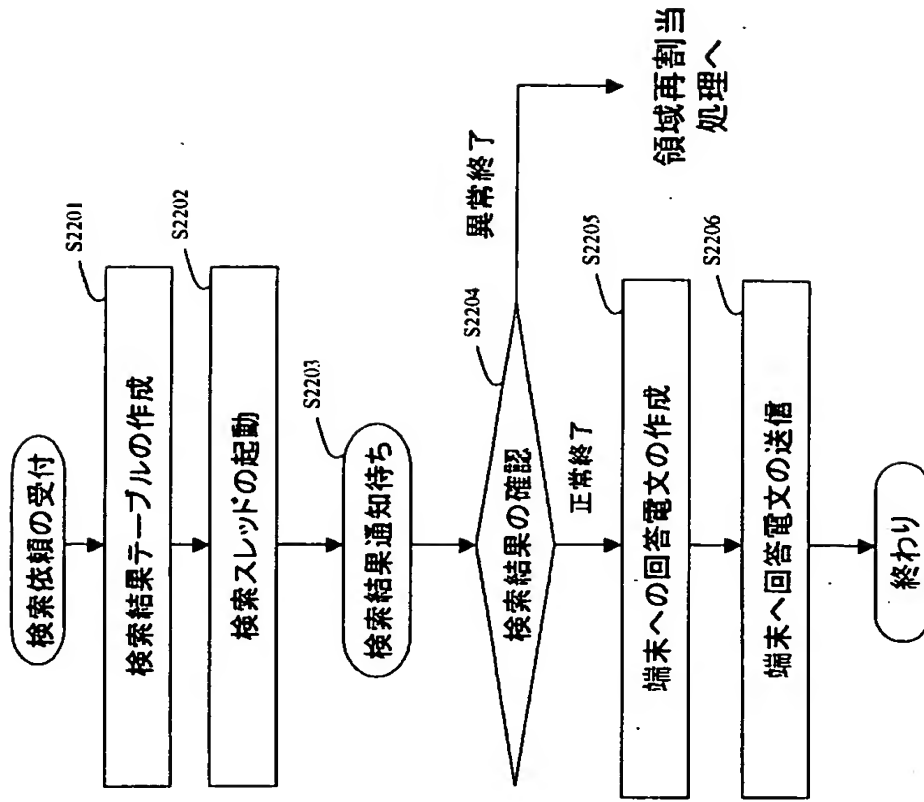 検索依頼の受付
S2201
検索結果テーブルの作成
S2202
検索スレッドの起動
S2203
検索結果通知待ち
S2204
検索結果の確認
異常終了
領域再割当
処理へ
正常終了
S2205
端末への回答電文の作成
S2206
端末へ回答電文の送信
終わり